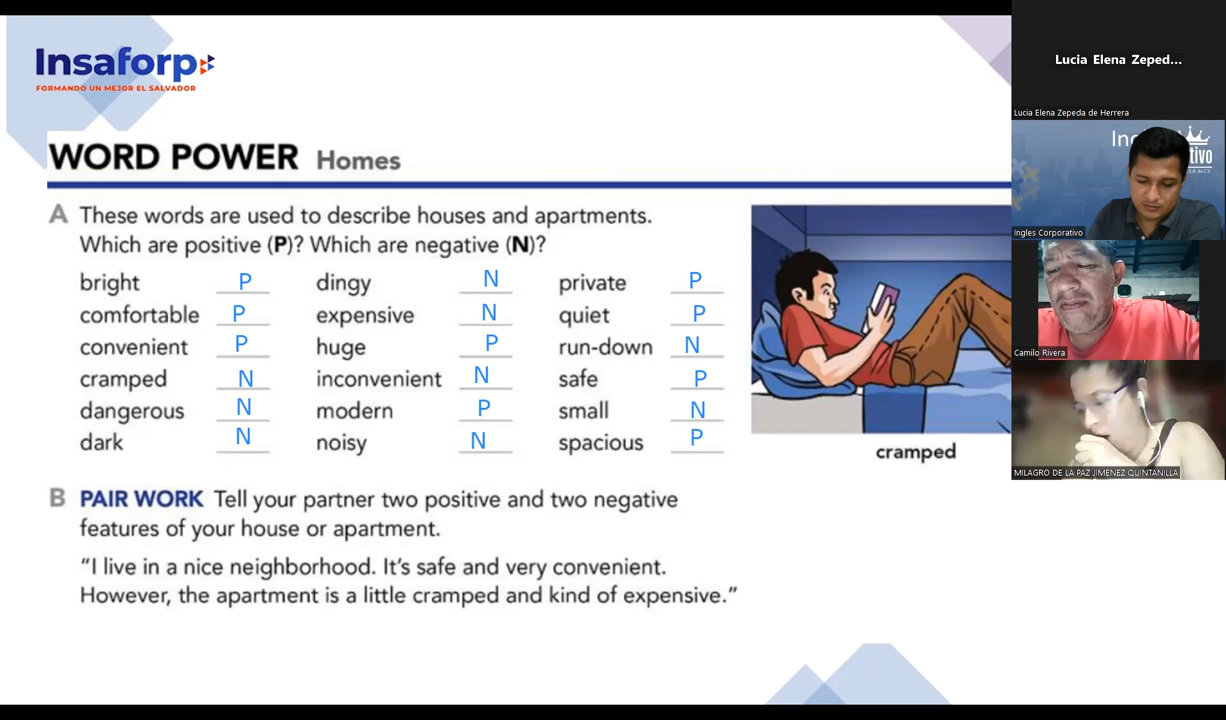 Insaforp
FORMANDO UN MEJOR EL SALVADOR
WORD POWER Homes
A These words are used to describe houses and apartments.
Which are positive (P)? Which are negative (N)?
bright P dingy N private P
comfortable P expensive N quiet P
convenient P huge P run-down N
cramped N inconvenient N safe P
dangerous N modern P small N
dark N noisy N spacious P
cramped
B PAIR WORK Tell your partner two positive and two negative
features of your house or apartment.
“I live in a nice neighborhood. It’s safe and very convenient.
However, the apartment is a little cramped and kind of expensive.”
Lucia Elena Zeped...
Lucia Elena Zepeda de Herrera
Ingles Corporativo
Camilo Rivera
MILAGRO DE LA PAZ JIMENEZ QUINTANILLA